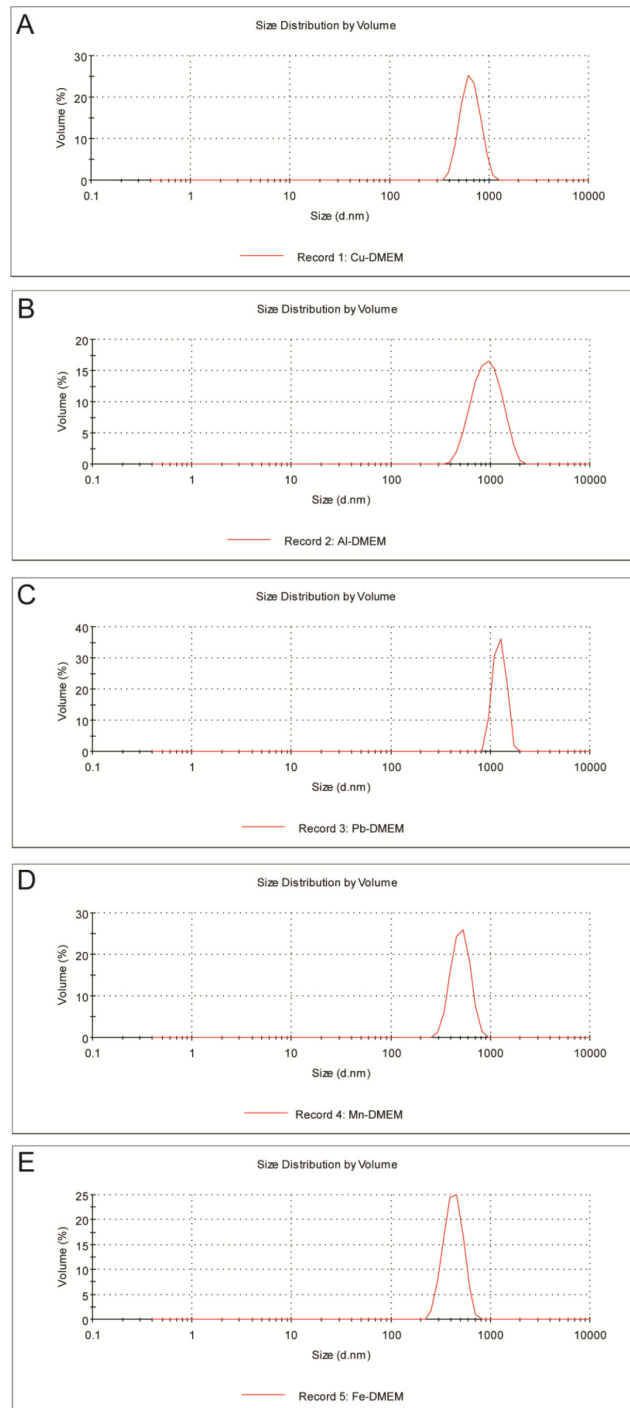 A
Size Distribution by Volume
30
20
10
0
Volume (%)
0.1 1 10 100 1000 10000
Size (d.nm)
Record 1: Cu-DMEM
B
Size Distribution by Volume
20
15
10
5
0
Volume (%)
0.1 1 10 100 1000 10000
Size (d.nm)
Record 2: Al-DMEM
C
Size Distribution by Volume
40
30
20
10
0
Volume (%)
0.1 1 10 100 1000 10000
Size (d.nm)
Record 3: Pb-DMEM
D
Size Distribution by Volume
30
20
10
0
Volume (%)
0.1 1 10 100 1000 10000
Size (d.nm)
Record 4: Mn-DMEM
E
Size Distribution by Volume
25
20
15
10
5
0
Volume (%)
0.1 1 10 100 1000 10000
Size (d.nm)
Record 5: Fe-DMEM